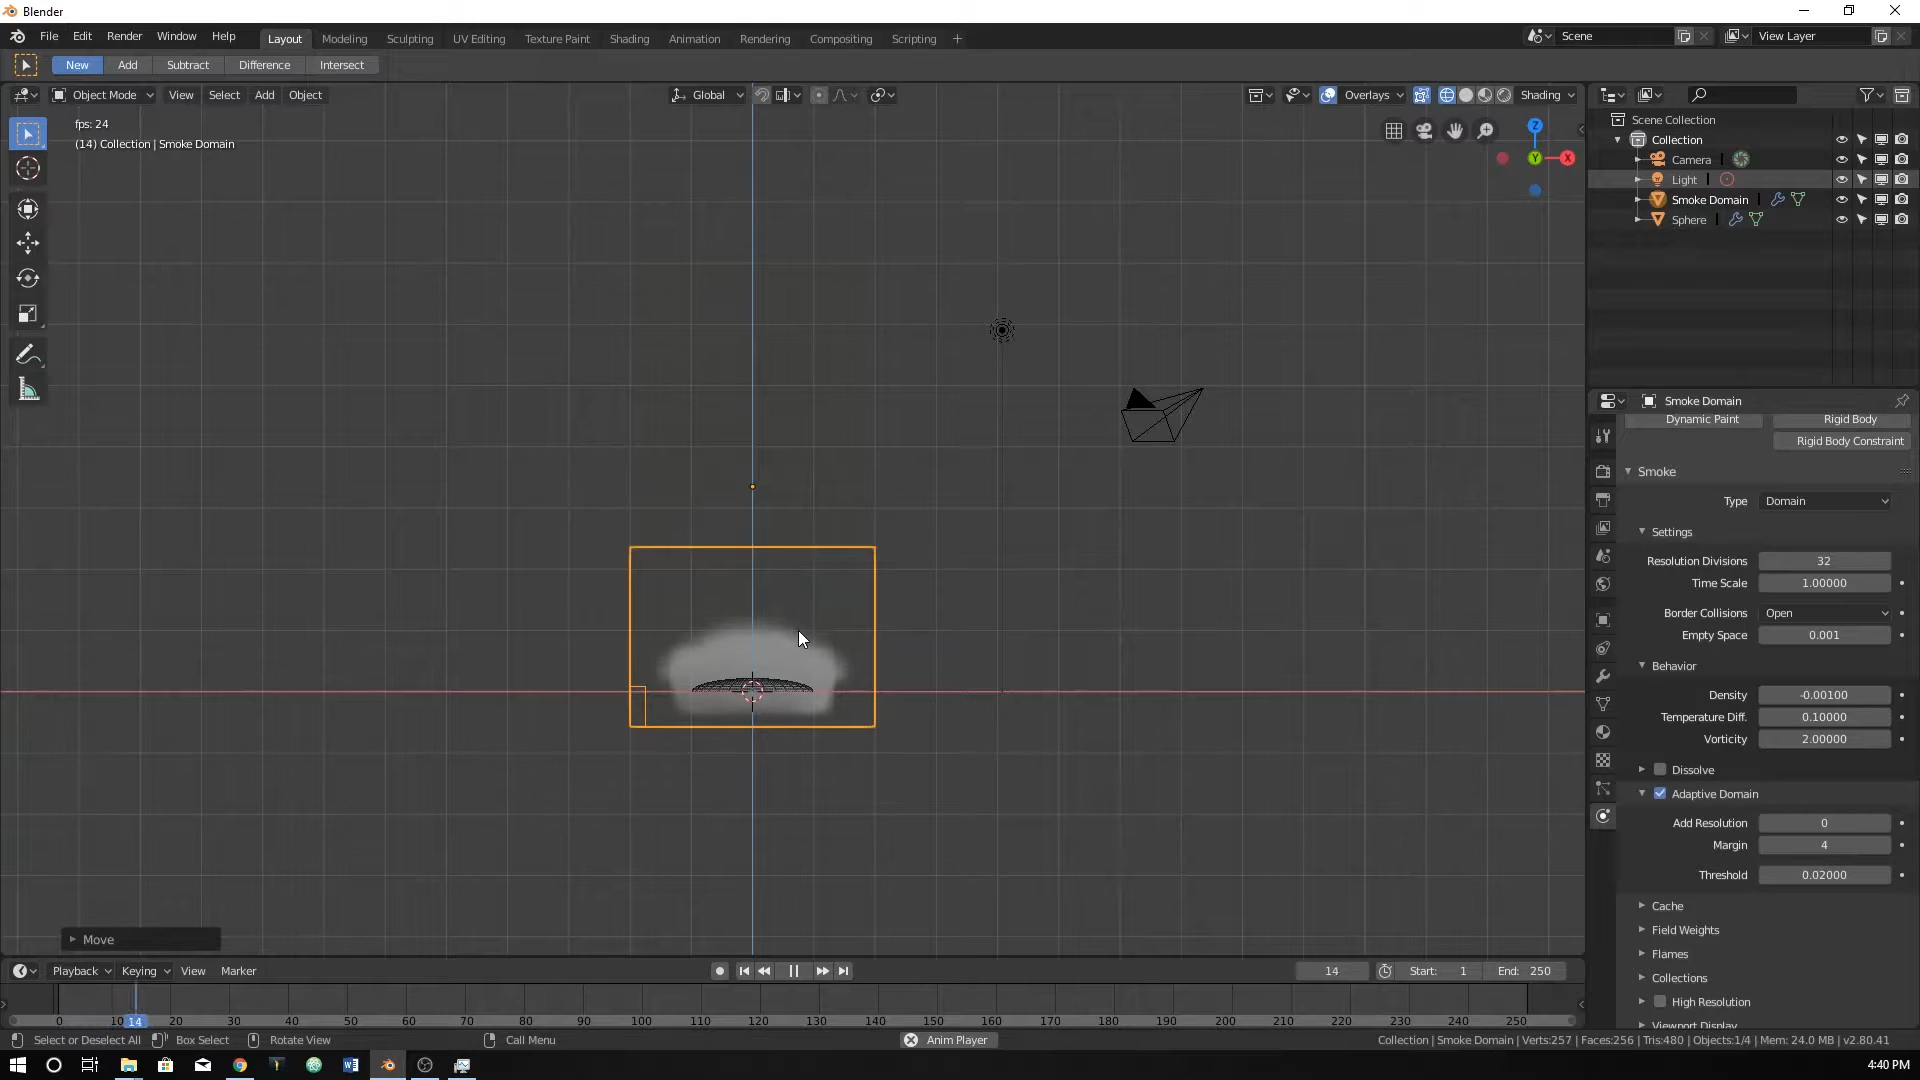 Blender
File Edit Render Window Help Layout Modeling Sculpting UV Editing Texture Paint Shading Animation Rendering Compositing Scripting + Scene View Layer
New Add Subtract Difference Intersect
Object Mode View Select Add Object Global Overlays Shading
fps: 24
(14) Collection | Smoke Domain
Z
Y X
Scene Collection
Collection
Camera
Light
Smoke Domain
Sphere
Smoke Domain
Dynamic Paint Rigid Body
Rigid Body Constraint
Smoke
Type Domain
Settings
Resolution Divisions 32
Time Scale 1.00000
Border Collisions Open
Empty Space 0.001
Behavior
Density -0.00100
Temperature Diff. 0.10000
Vorticity 2.00000
Dissolve
Adaptive Domain
Add Resolution 0
Margin 4
Threshold 0.02000
Cache
Field Weights
Flames
Collections
High Resolution
Viewport Display
Move
Playback Keying View Marker 14 Start: 1 End: 250
0 10 14 20 30 40 50 60 70 80 90 100 110 120 130 140 150 160 170 180 190 200 210 220 230 240 250
Select or Deselect All Box Select Rotate View Call Menu Anim Player Collection | Smoke Domain | Verts:257 | Faces:256 | Tris:480 | Objects:1/4 | Mem: 24.0 MB | v2.80.41
4:40 PM